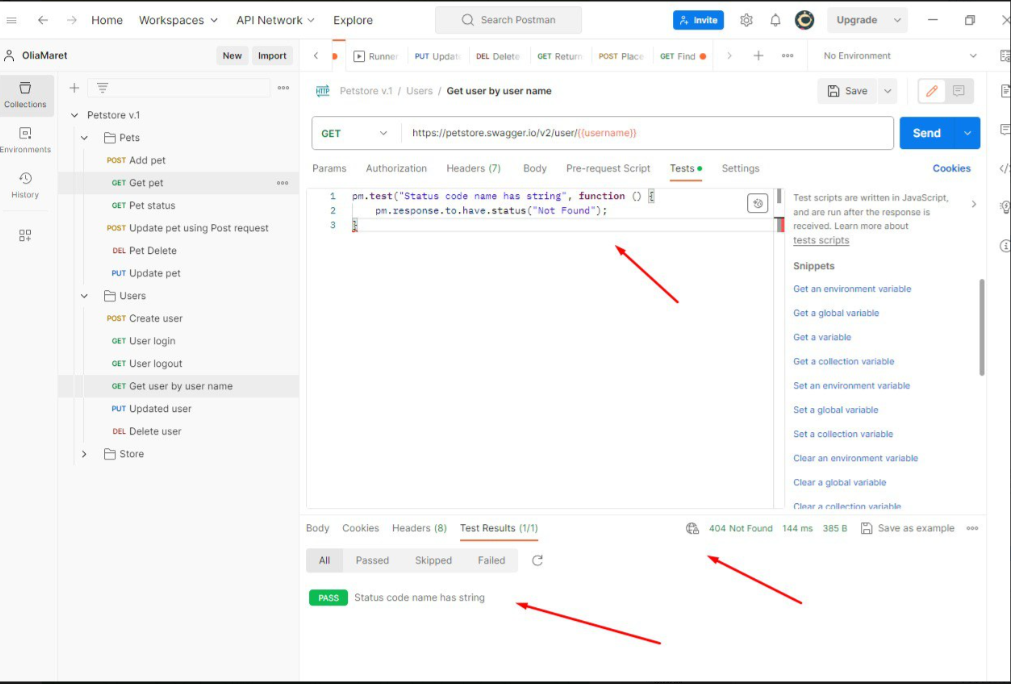 Home Workspaces API Network Explore Search Postman Invite Upgrade
OliaMaret New Import Runner PUT Updat DEL Delete GET Return POST Place GET Find No Environment
Collections
Environments
History
Petstore v.1
Pets
POST Add pet
GET Get pet
GET Pet status
POST Update pet using Post request
DEL Pet Delete
PUT Update pet
Users
POST Create user
GET User login
GET User logout
GET Get user by user name
PUT Updated user
DEL Delete user
Store
HTTP Petstore v.1 / Users / Get user by user name Save
GET https://petstore.swagger.io/v2/user/{{username}} Send
Params Authorization Headers (7) Body Pre-request Script Tests Settings Cookies
1 pm.test("Status code name has string", function () {
2 pm.response.to.have.status("Not Found");
3 }
Test scripts are written in JavaScript,
and are run after the response is
received. Learn more about
tests scripts
Snippets
Get an environment variable
Get a global variable
Get a variable
Get a collection variable
Set an environment variable
Set a global variable
Set a collection variable
Clear an environment variable
Clear a global variable
Clear a collection variable
Body Cookies Headers (8) Test Results (1/1) 404 Not Found 144 ms 385 B Save as example
All Passed Skipped Failed
PASS Status code name has string